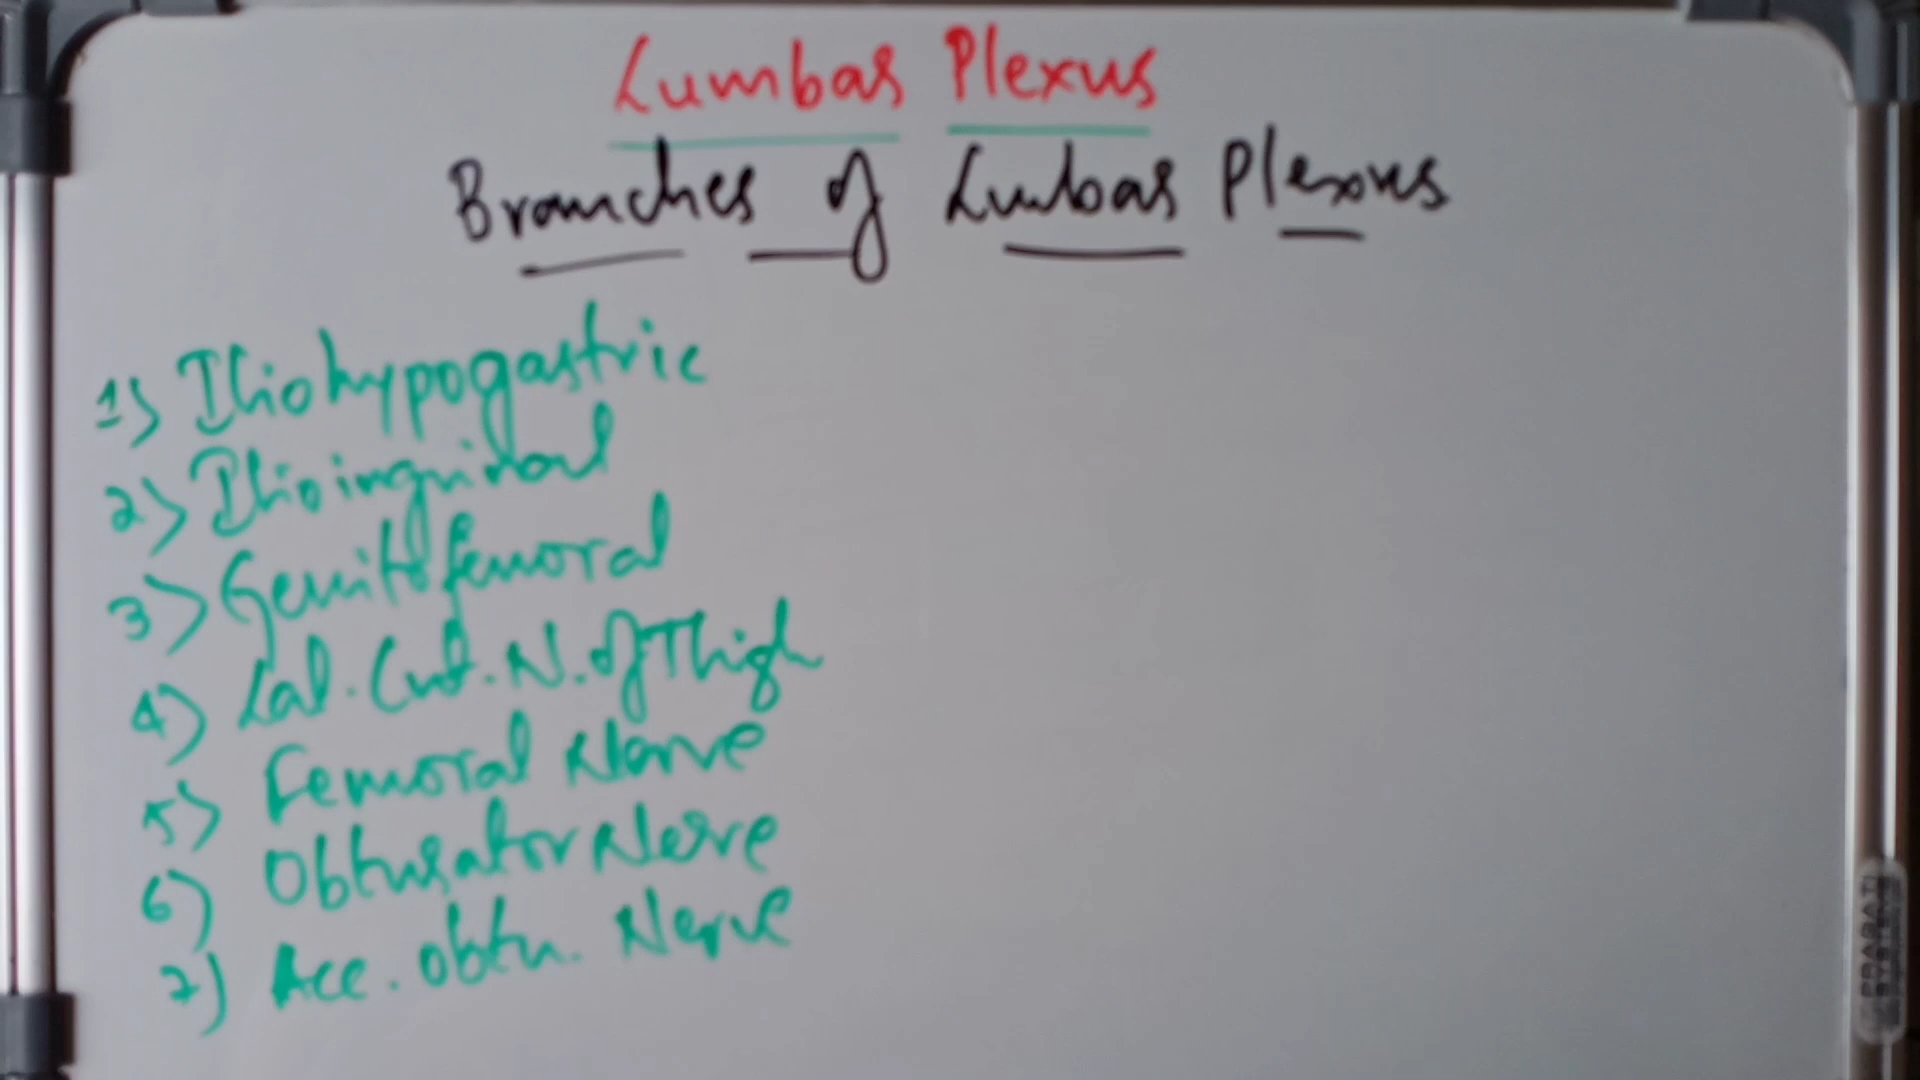 Lumbar Plexus
Branches of Lumbar Plexus
1) Iliohypogastric
2) Ilioinguinal
3) Genitofemoral
4) Lat. Cut. N. of Thigh
5) Femoral Nerve
6) Obturator Nerve
7) Acc. obtu. Nerve